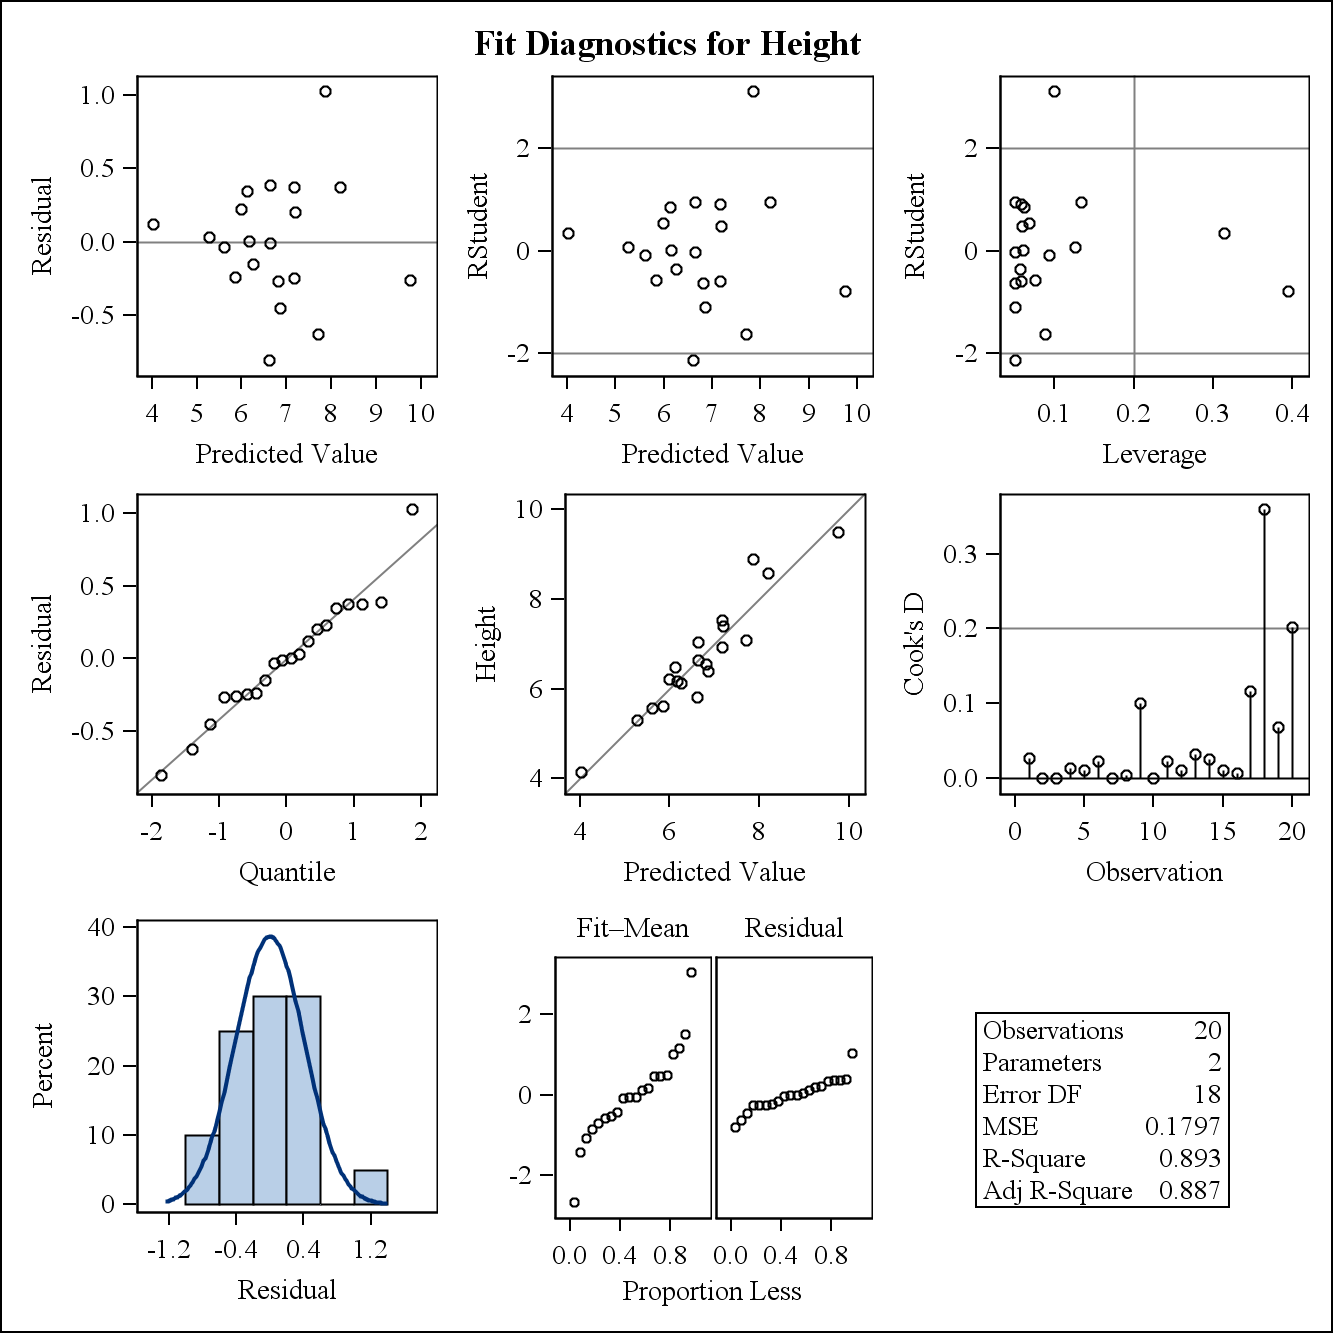 Fit Diagnostics for Height
Residual
1.0
0.5
0.0
-0.5
4 5 6 7 8 9 10
Predicted Value
RStudent
2
0
-2
4 5 6 7 8 9 10
Predicted Value
RStudent
2
0
-2
0.1 0.2 0.3 0.4
Leverage
Residual
1.0
0.5
0.0
-0.5
-2 -1 0 1 2
Quantile
Height
10
8
6
4
4 6 8 10
Predicted Value
Cook's D
0.3
0.2
0.1
0.0
0 5 10 15 20
Observation
Percent
40
30
20
10
0
-1.2 -0.4 0.4 1.2
Residual
Fit–Mean Residual
2
0
-2
0.0 0.4 0.8 0.0 0.4 0.8
Proportion Less
Observations 20
Parameters 2
Error DF 18
MSE 0.1797
R-Square 0.893
Adj R-Square 0.887